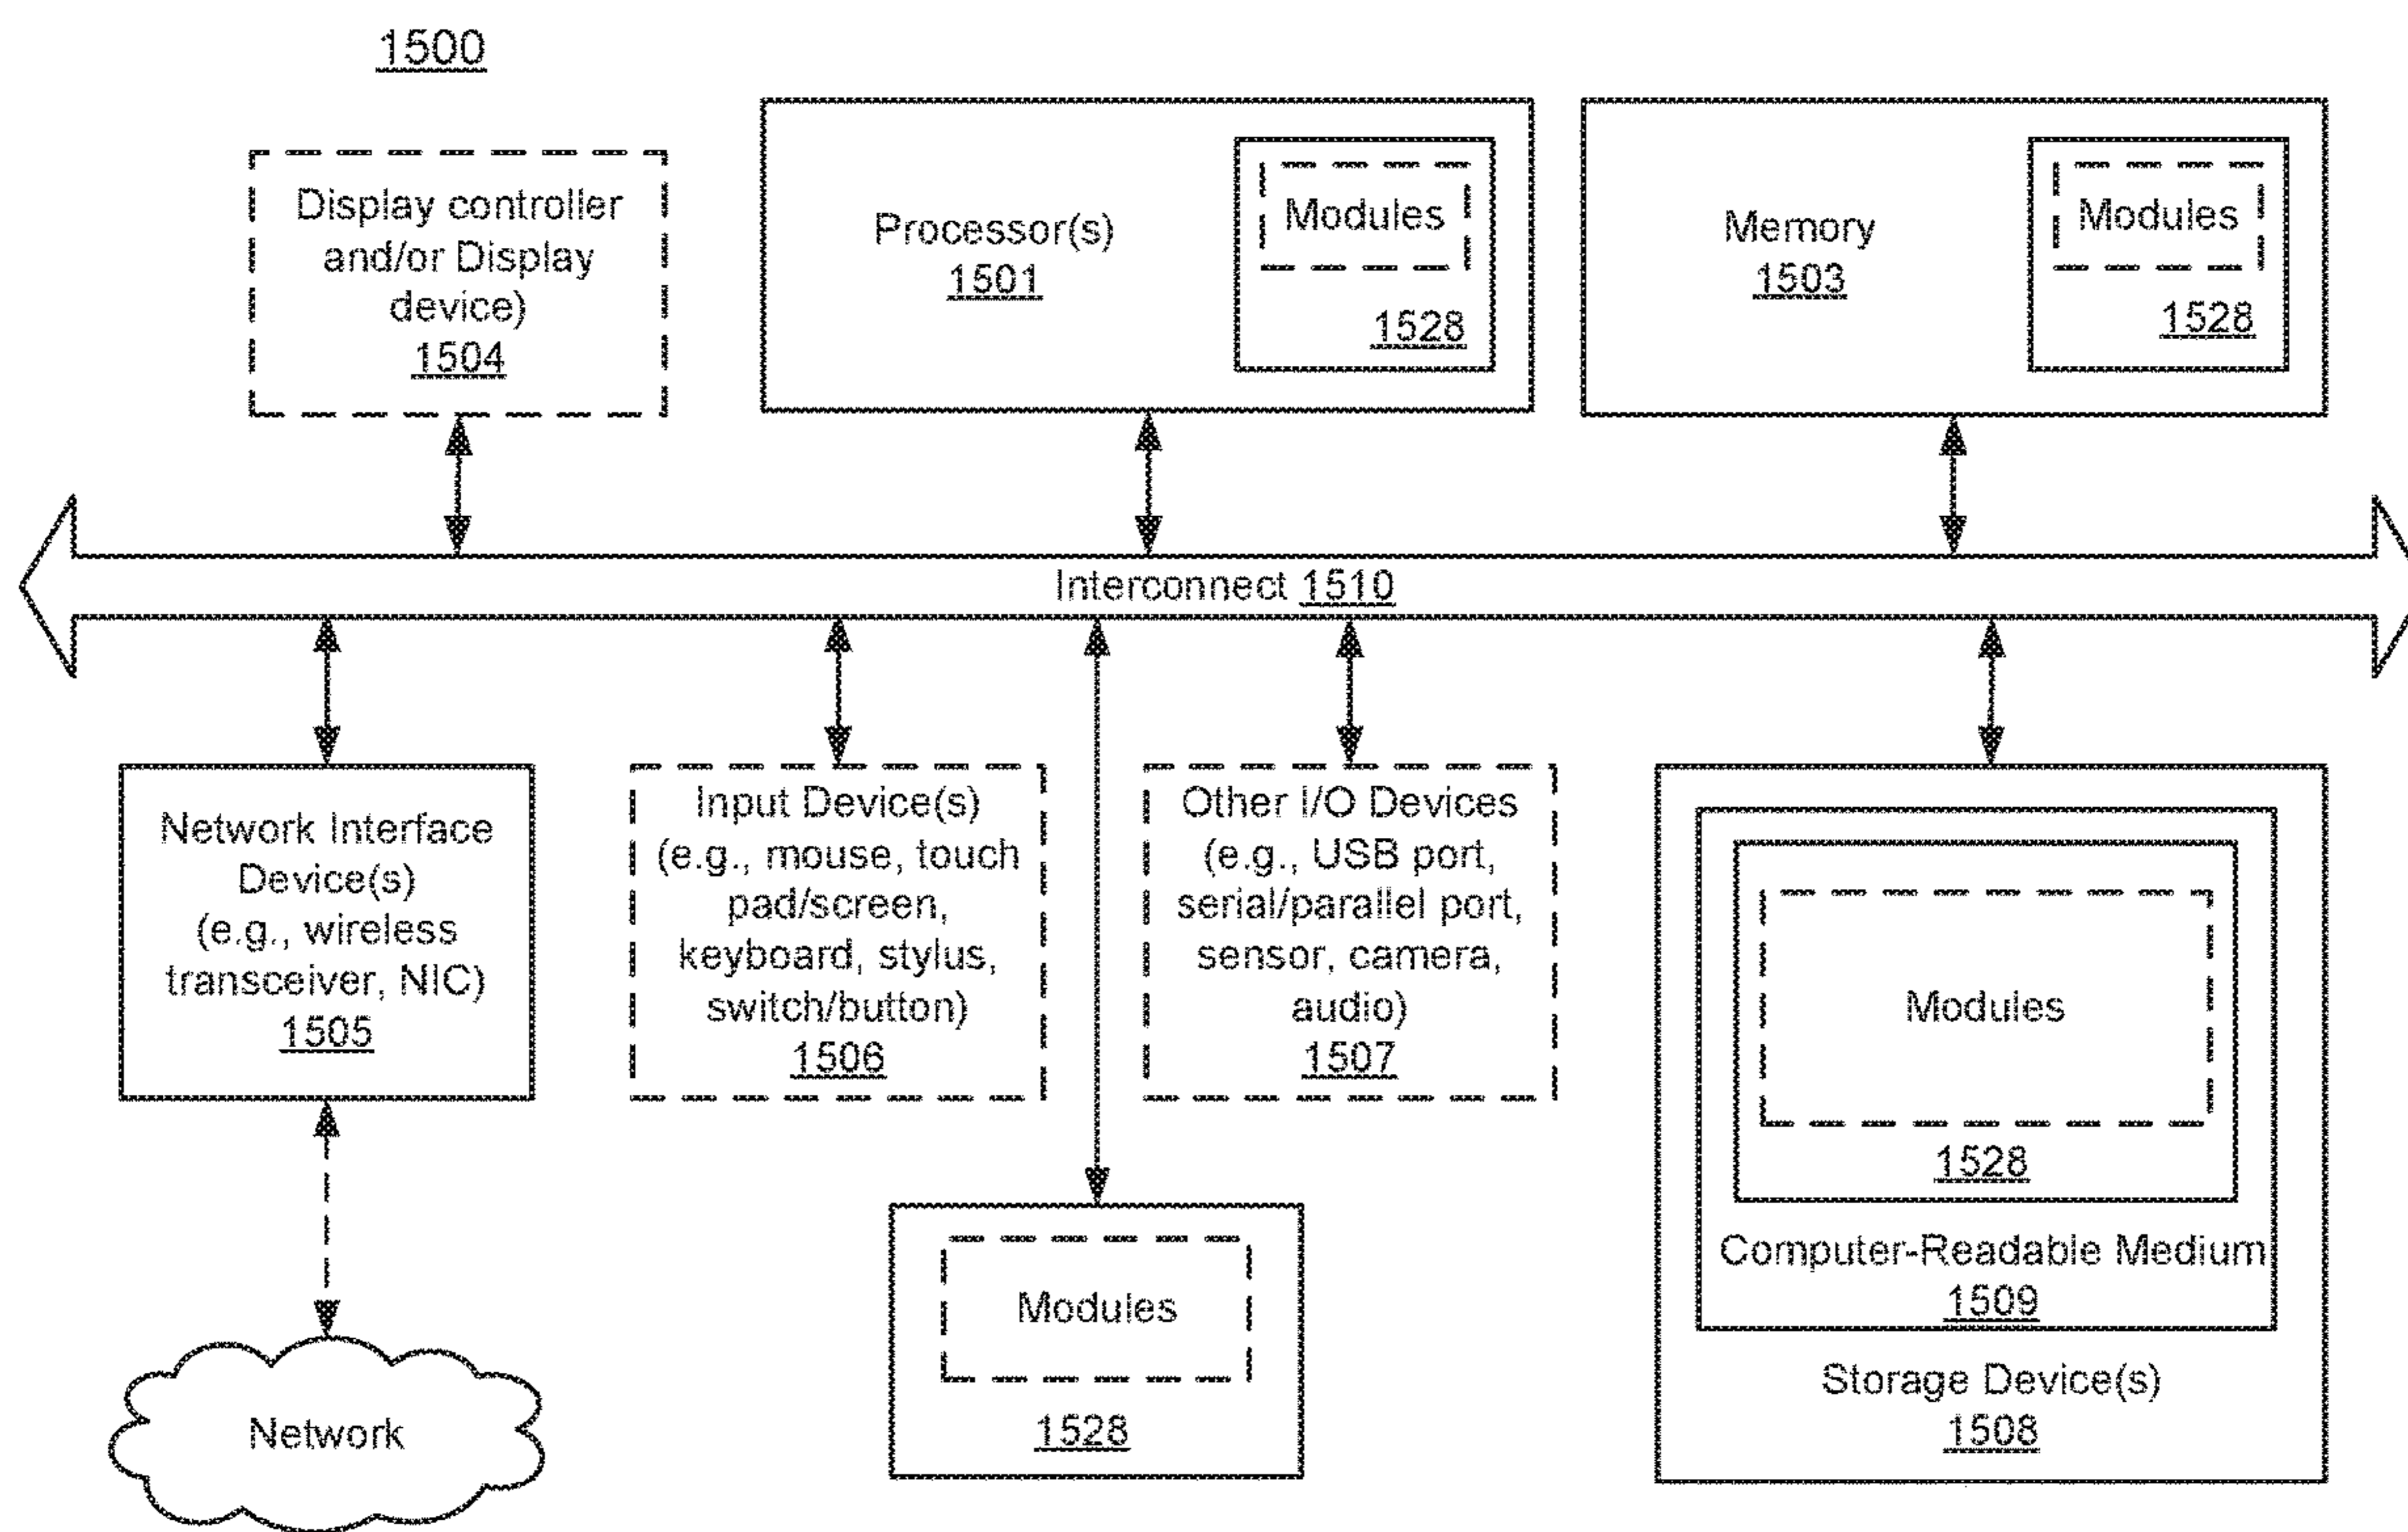 1500
Display controller
and/or Display
device)
1504
Processor(s)
1501
Modules
1528
Memory
1503
Modules
1528
Interconnect 1510
Network Interface
Device(s)
(e.g., wireless
transceiver, NIC)
1505
Input Device(s)
(e.g., mouse, touch
pad/screen,
keyboard, stylus,
switch/button)
1506
Other I/O Devices
(e.g., USB port,
serial/parallel port,
sensor, camera,
audio)
1507
Modules
1528
Computer-Readable Medium
1509
Storage Device(s)
1508
Modules
1528
Network